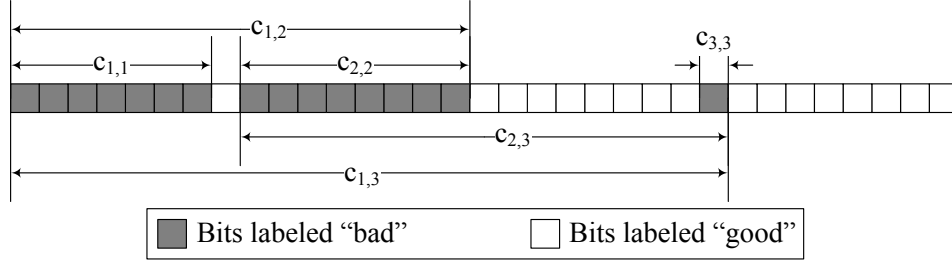 c1,2
c3,3
c1,1
c2,2
c2,3
c1,3
Bits labeled “bad” Bits labeled “good”